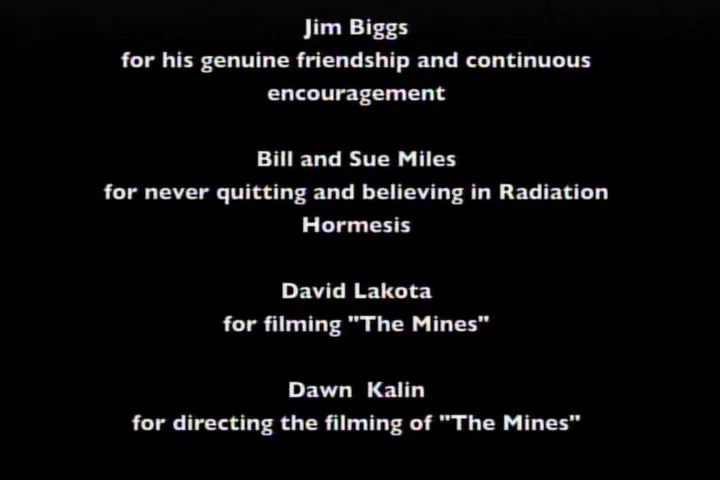 Jim Biggs
for his genuine friendship and continuous
encouragement
Bill and Sue Miles
for never quitting and believing in Radiation
Hormesis
David Lakota
for filming "The Mines"
Dawn Kalin
for directing the filming of "The Mines"